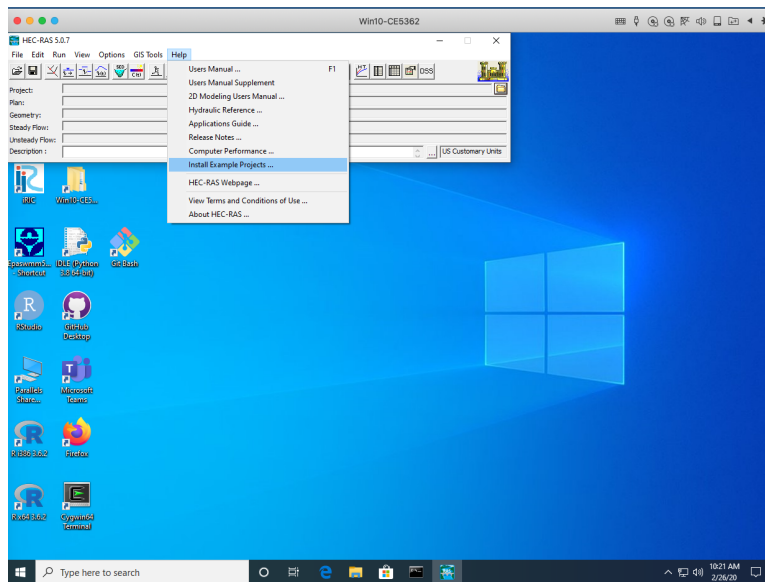 Win10-CE5362
HEC-RAS 5.0.7
File Edit Run View Options GIS Tools Help
DSS
Project:
Plan:
Geometry:
Steady Flow:
Unsteady Flow:
Description :
... US Customary Units
Users Manual ... F1
Users Manual Supplement
2D Modeling Users Manual ...
Hydraulic Reference ...
Applications Guide ...
Release Notes ...
Computer Performance ...
Install Example Projects ...
HEC-RAS Webpage ...
View Terms and Conditions of Use ...
About HEC-RAS ...
iRIC
Win10-CE5...
Epaswmm5...
- Shortcut
IDLE (Python
3.8 64-bit)
Git Bash
RStudio
GitHub
Desktop
Parallels
Share...
Microsoft
Teams
R i386 3.6.2
Firefox
R x64 3.6.2
Cygwin64
Terminal
Type here to search
10:21 AM
2/26/20